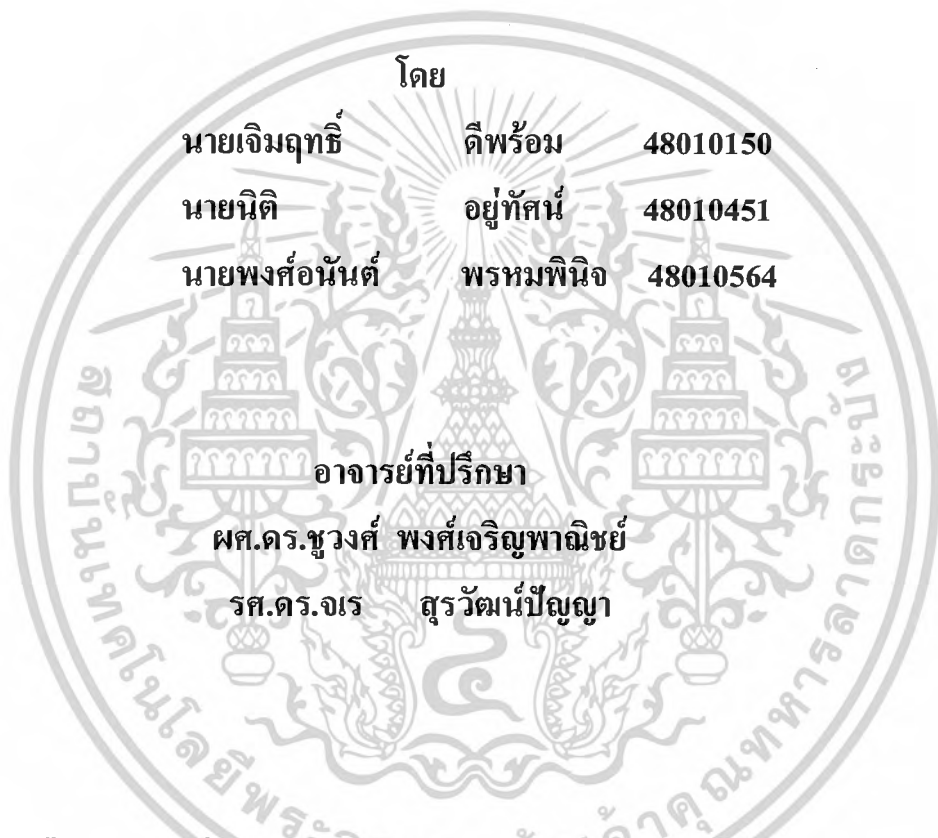 โดย
นายเจิมฤทธิ์ ดีพร้อม 48010150
นายนิติ อยู่ทัศน์ 48010451
นายพงศ์อนันต์ พรหมพินิจ 48010564
อาจารย์ที่ปรึกษา
ผศ.ดร.ชูวงศ์ พงศ์เจริญพาณิชย์
รศ.ดร.จเร สุรวัฒน์ปัญญา